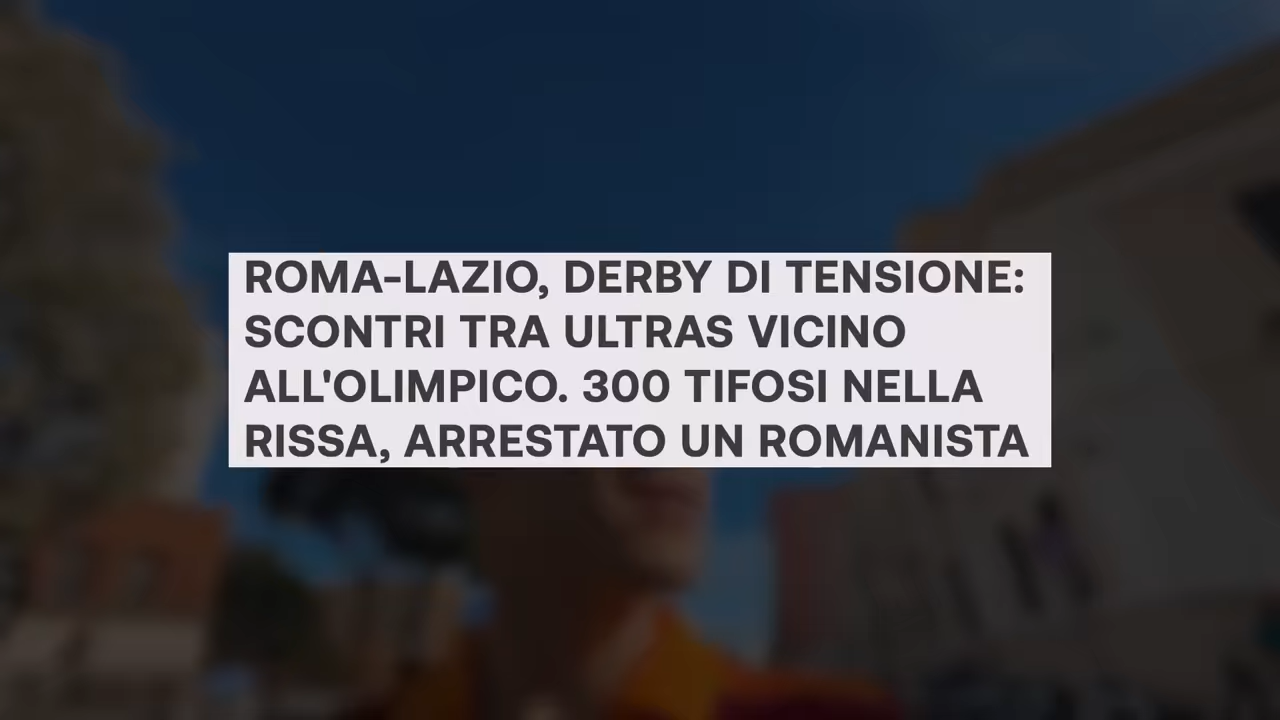 ROMA-LAZIO, DERBY DI TENSIONE:
SCONTRI TRA ULTRAS VICINO
ALL'OLIMPICO. 300 TIFOSI NELLA
RISSA, ARRESTATO UN ROMANISTA